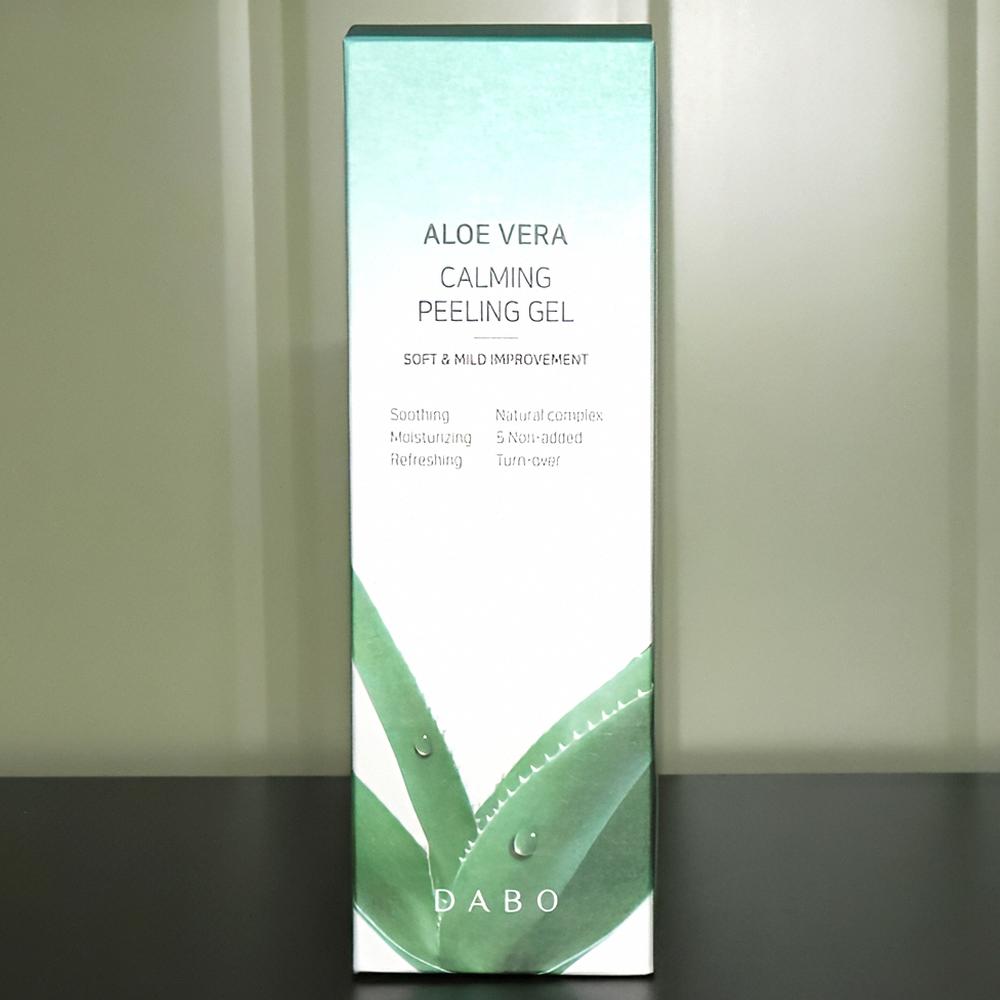 ALOE VERA
CALMING
PEELING GEL
SOFT & MILD IMPROVEMENT
Soothing Natural complex
Moisturizing 5 Non-added
Refreshing Turn-over
DABO